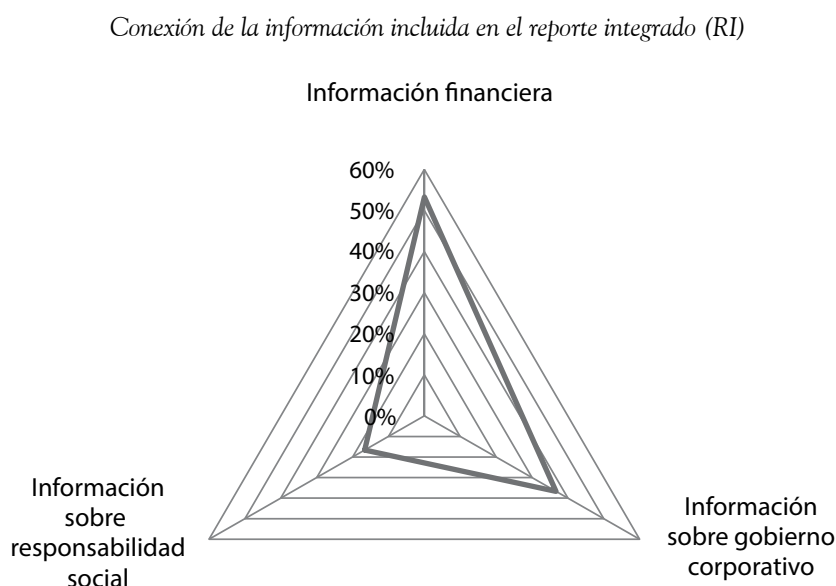 Conexión de la información incluida en el reporte integrado (RI)
Información financiera
60%
50%
40%
30%
20%
10%
0%
Información
sobre
responsabilidad
social
Información
sobre gobierno
corporativo